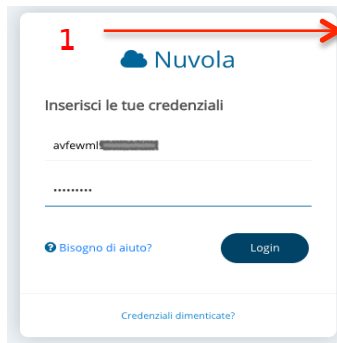 1
Nuvola
Inserisci le tue credenziali
avfewml
•••••••••
Bisogno di aiuto?
Login
Credenziali dimenticate?